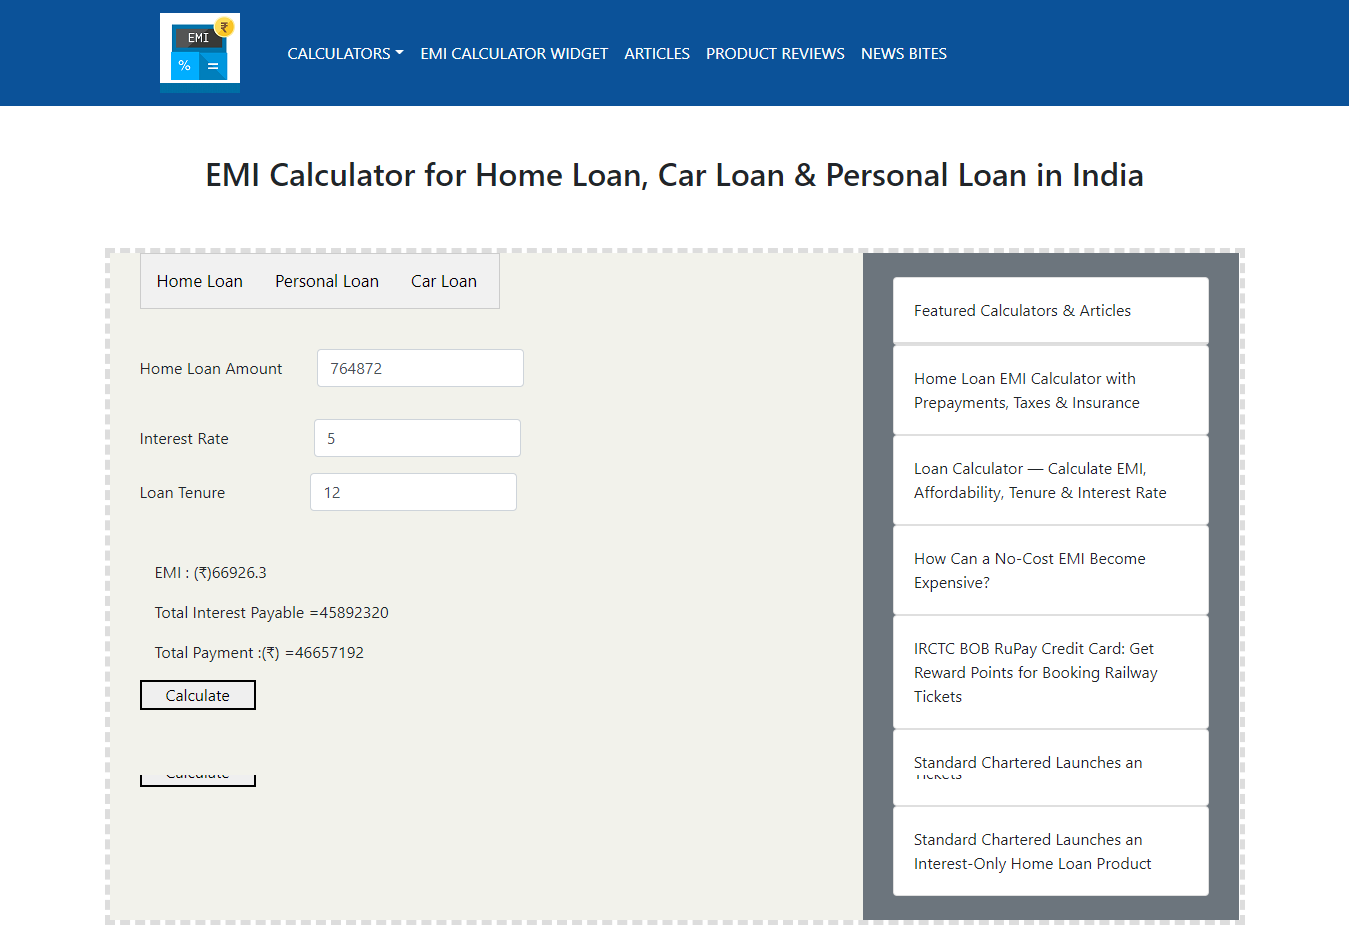 EMI
₹
%
=
CALCULATORS EMI CALCULATOR WIDGET ARTICLES PRODUCT REVIEWS NEWS BITES
EMI Calculator for Home Loan, Car Loan & Personal Loan in India
Home Loan Personal Loan Car Loan
Home Loan Amount 764872
Interest Rate 5
Loan Tenure 12
EMI : (₹)66926.3
Total Interest Payable =45892320
Total Payment :(₹) =46657192
Calculate
Calculate
Featured Calculators & Articles
Home Loan EMI Calculator with
Prepayments, Taxes & Insurance
Loan Calculator — Calculate EMI,
Affordability, Tenure & Interest Rate
How Can a No-Cost EMI Become
Expensive?
IRCTC BOB RuPay Credit Card: Get
Reward Points for Booking Railway
Tickets
Standard Chartered Launches an
Tickets
Standard Chartered Launches an
Interest-Only Home Loan Product